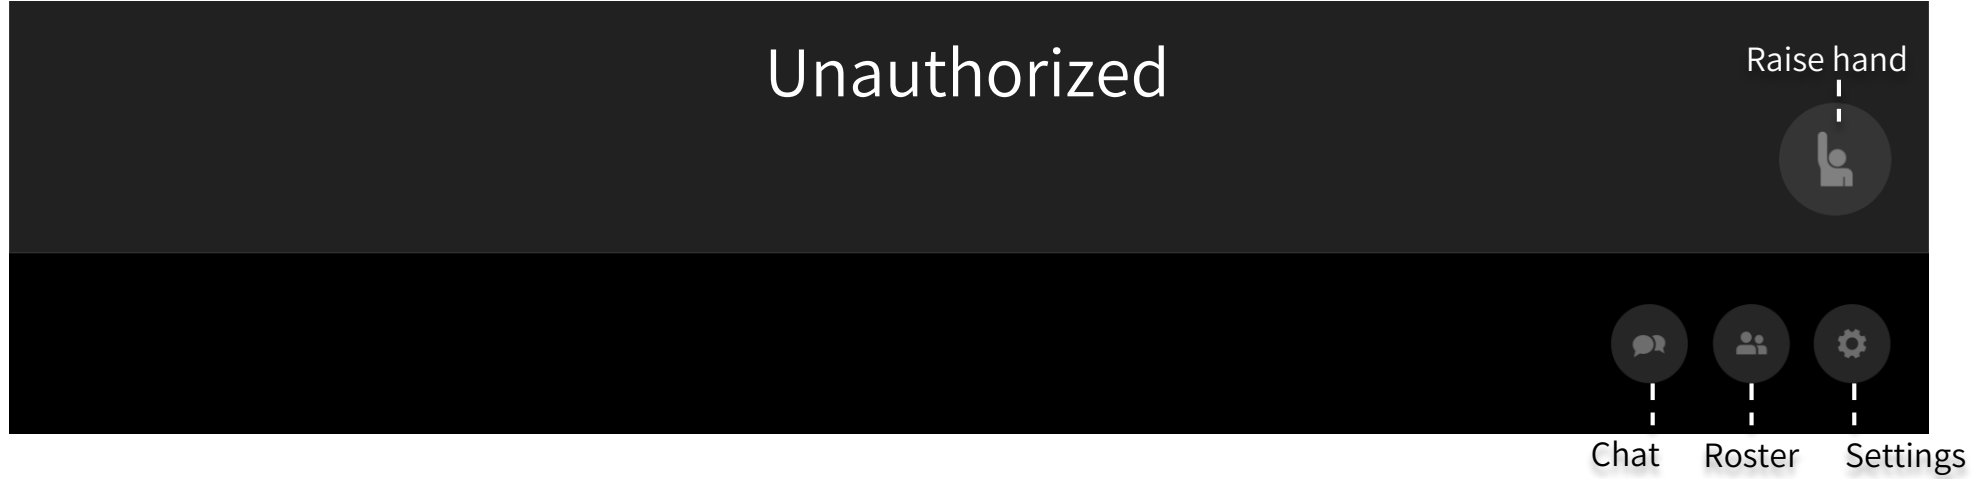 Unauthorized
Raise hand
Chat
Roster
Settings